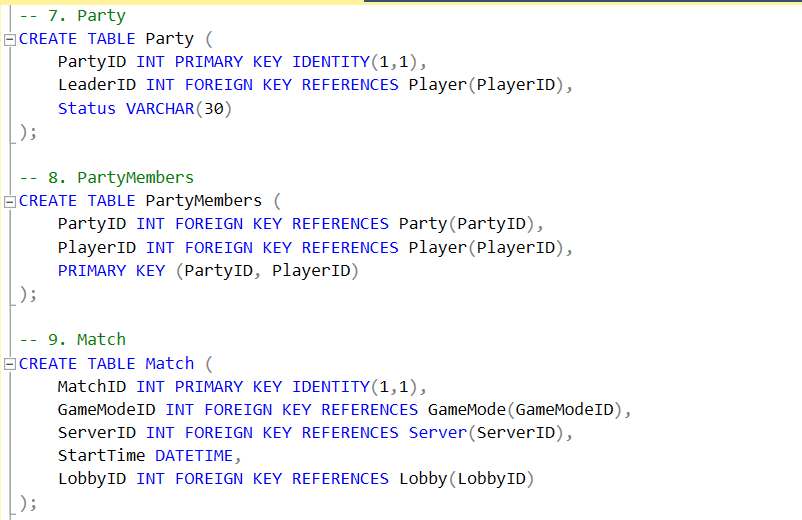 -- 7. Party
CREATE TABLE Party (
    PartyID INT PRIMARY KEY IDENTITY(1,1),
    LeaderID INT FOREIGN KEY REFERENCES Player(PlayerID),
    Status VARCHAR(30)
);

-- 8. PartyMembers
CREATE TABLE PartyMembers (
    PartyID INT FOREIGN KEY REFERENCES Party(PartyID),
    PlayerID INT FOREIGN KEY REFERENCES Player(PlayerID),
    PRIMARY KEY (PartyID, PlayerID)
);

-- 9. Match
CREATE TABLE Match (
    MatchID INT PRIMARY KEY IDENTITY(1,1),
    GameModeID INT FOREIGN KEY REFERENCES GameMode(GameModeID),
    ServerID INT FOREIGN KEY REFERENCES Server(ServerID),
    StartTime DATETIME,
    LobbyID INT FOREIGN KEY REFERENCES Lobby(LobbyID)
);